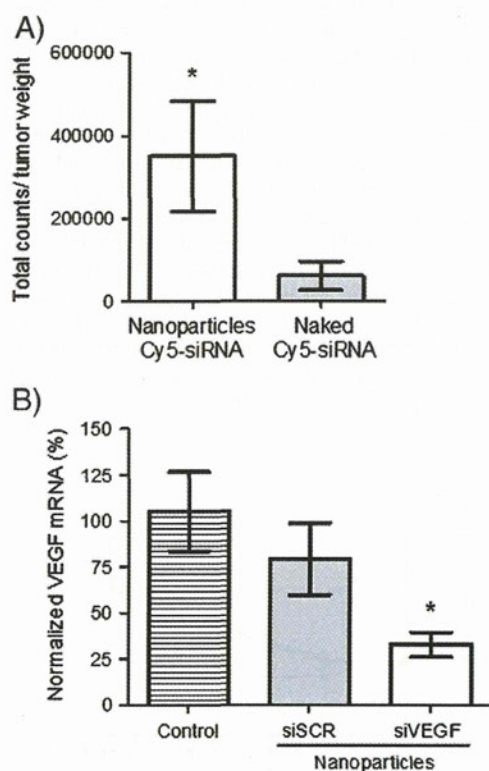 A)
Total counts/ tumor weight
600000
400000
200000
0
*
Nanoparticles
Cy5-siRNA
Naked
Cy5-siRNA
B)
Normalized VEGF mRNA (%)
150
125
100
75
50
25
0
*
Control
siSCR
siVEGF
Nanoparticles